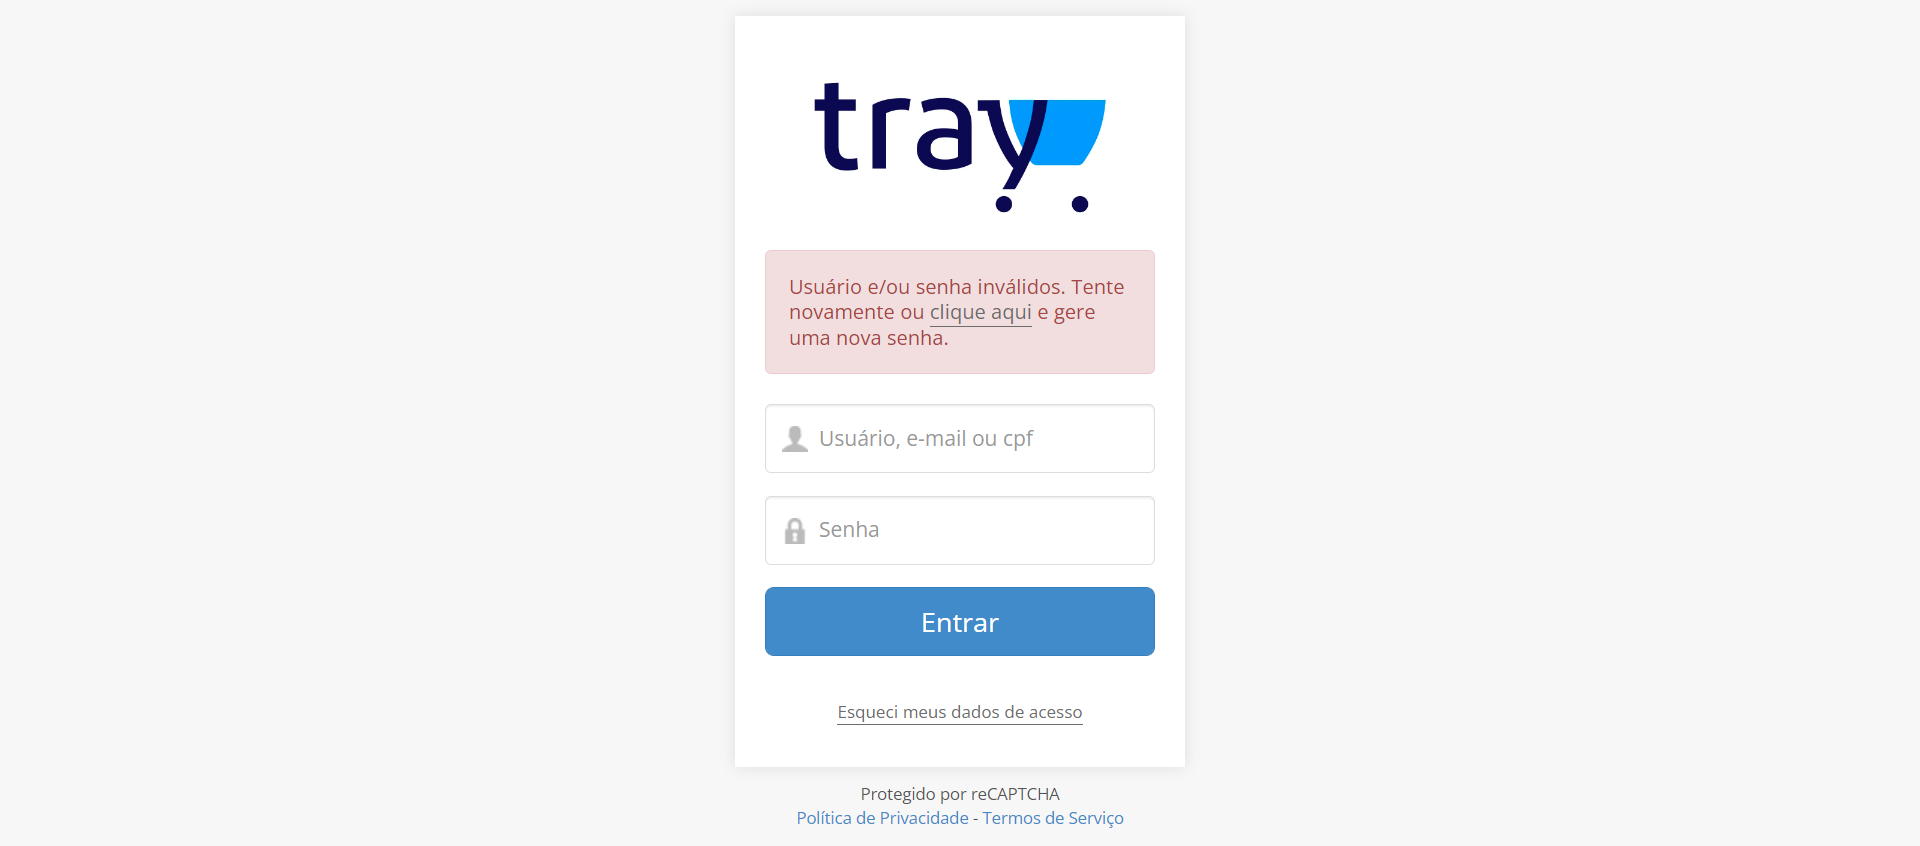 tray
Usuário e/ou senha inválidos. Tente
novamente ou clique aqui e gere
uma nova senha.
Usuário, e-mail ou cpf
Senha
Entrar
Esqueci meus dados de acesso
Protegido por reCAPTCHA
Política de Privacidade - Termos de Serviço